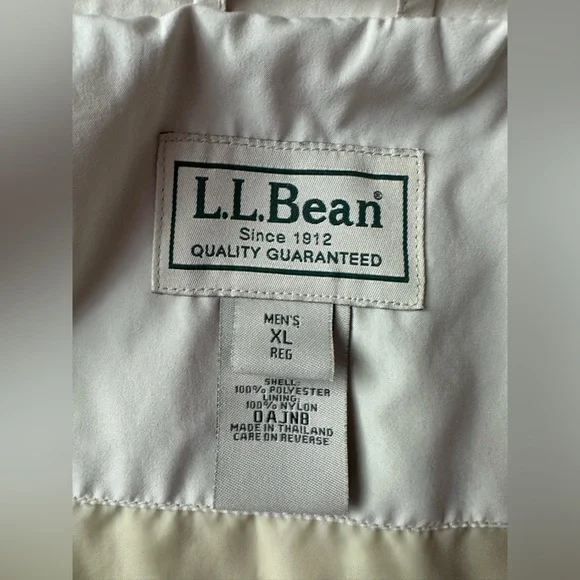 L.L.Bean®
Since 1912
QUALITY GUARANTEED
MEN'S
XL
REG
SHELL:
100% POLYESTER
LINING:
100% NYLON
0AJN8
MADE IN THAILAND
CARE ON REVERSE